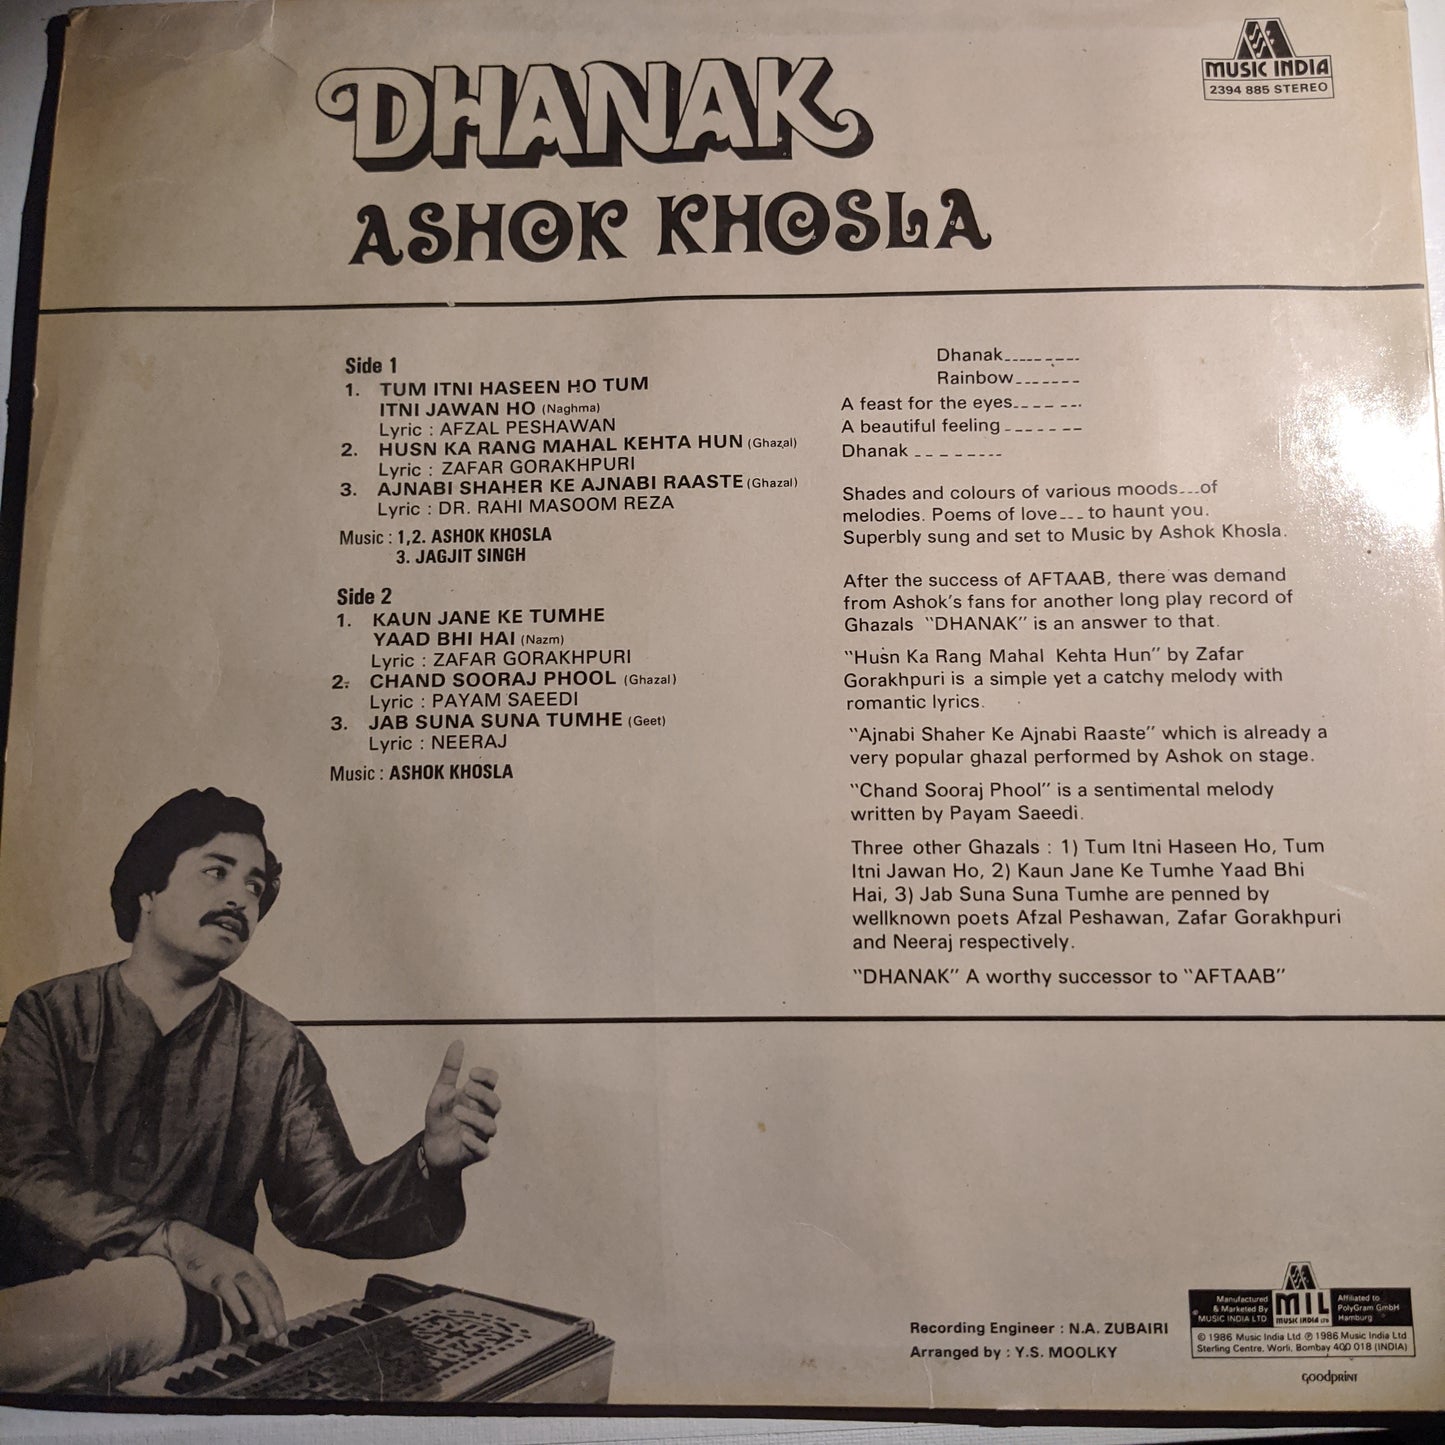 DHANAK
ASHOK KHOSLA
MUSIC INDIA
2394 885 STEREO
Side 1
1. TUM ITNI HASEEN HO TUM
ITNI JAWAN HO (Naghma)
Lyric : AFZAL PESHAWAN
2. HUSN KA RANG MAHAL KEHTA HUN (Ghazal)
Lyric : ZAFAR GORAKHPURI
3. AJNABI SHAHER KE AJNABI RAASTE (Ghazal)
Lyric : DR. RAHI MASOOM REZA
Music : 1,2. ASHOK KHOSLA
3. JAGJIT SINGH
Side 2
1. KAUN JANE KE TUMHE
YAAD BHI HAI (Nazm)
Lyric : ZAFAR GORAKHPURI
2. CHAND SOORAJ PHOOL (Ghazal)
Lyric : PAYAM SAEEDI
3. JAB SUNA SUNA TUMHE (Geet)
Lyric : NEERAJ
Music : ASHOK KHOSLA
Dhanak_________
Rainbow_______
A feast for the eyes_______.
A beautiful feeling _______
Dhanak ________
Shades and colours of various moods___of
melodies. Poems of love___ to haunt you.
Superbly sung and set to Music by Ashok Khosla.
After the success of AFTAAB, there was demand
from Ashok's fans for another long play record of
Ghazals "DHANAK" is an answer to that.
"Husn Ka Rang Mahal Kehta Hun" by Zafar
Gorakhpuri is a simple yet a catchy melody with
romantic lyrics.
"Ajnabi Shaher Ke Ajnabi Raaste" which is already a
very popular ghazal performed by Ashok on stage.
"Chand Sooraj Phool" is a sentimental melody
written by Payam Saeedi.
Three other Ghazals : 1) Tum Itni Haseen Ho, Tum
Itni Jawan Ho, 2) Kaun Jane Ke Tumhe Yaad Bhi
Hai, 3) Jab Suna Suna Tumhe are penned by
wellknown poets Afzal Peshawan, Zafar Gorakhpuri
and Neeraj respectively.
"DHANAK" A worthy successor to "AFTAAB"
Recording Engineer : N.A. ZUBAIRI
Arranged by : Y.S. MOOLKY
Manufactured
& Marketed By
MUSIC INDIA LTD
MIL
MUSIC INDIA LTD
Affiliated to
PolyGram GmbH
Hamburg
© 1986 Music India Ltd ℗ 1986 Music India Ltd
Sterling Centre, Worli, Bombay 400 018 (INDIA)
goodprint